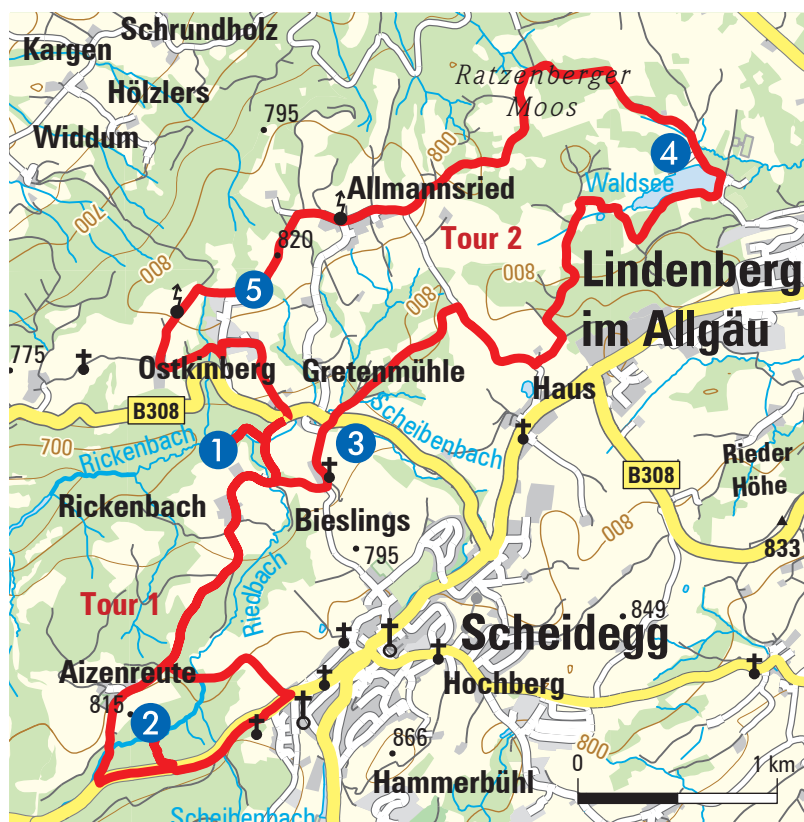 Schrundholz
Kargen
Hölzlers
Widdum
795
Ratzenberger
Moos
800
4
Waldsee
Allmannsried
Tour 2
700
800
820
5
800
800
Lindenberg
im Allgäu
775
Ostkinberg
Gretenmühle
Haus
B308
Scheibenbach
700
Rickenbach
1
3
Rickenbach
Bieslings
B308
Rieder
Höhe
833
800
795
Tour 1
Riedbach
Scheidegg
849
Aizenreute
815
2
Hochberg
866
800
Hammerbühl
0
1 km
Scheibenbach